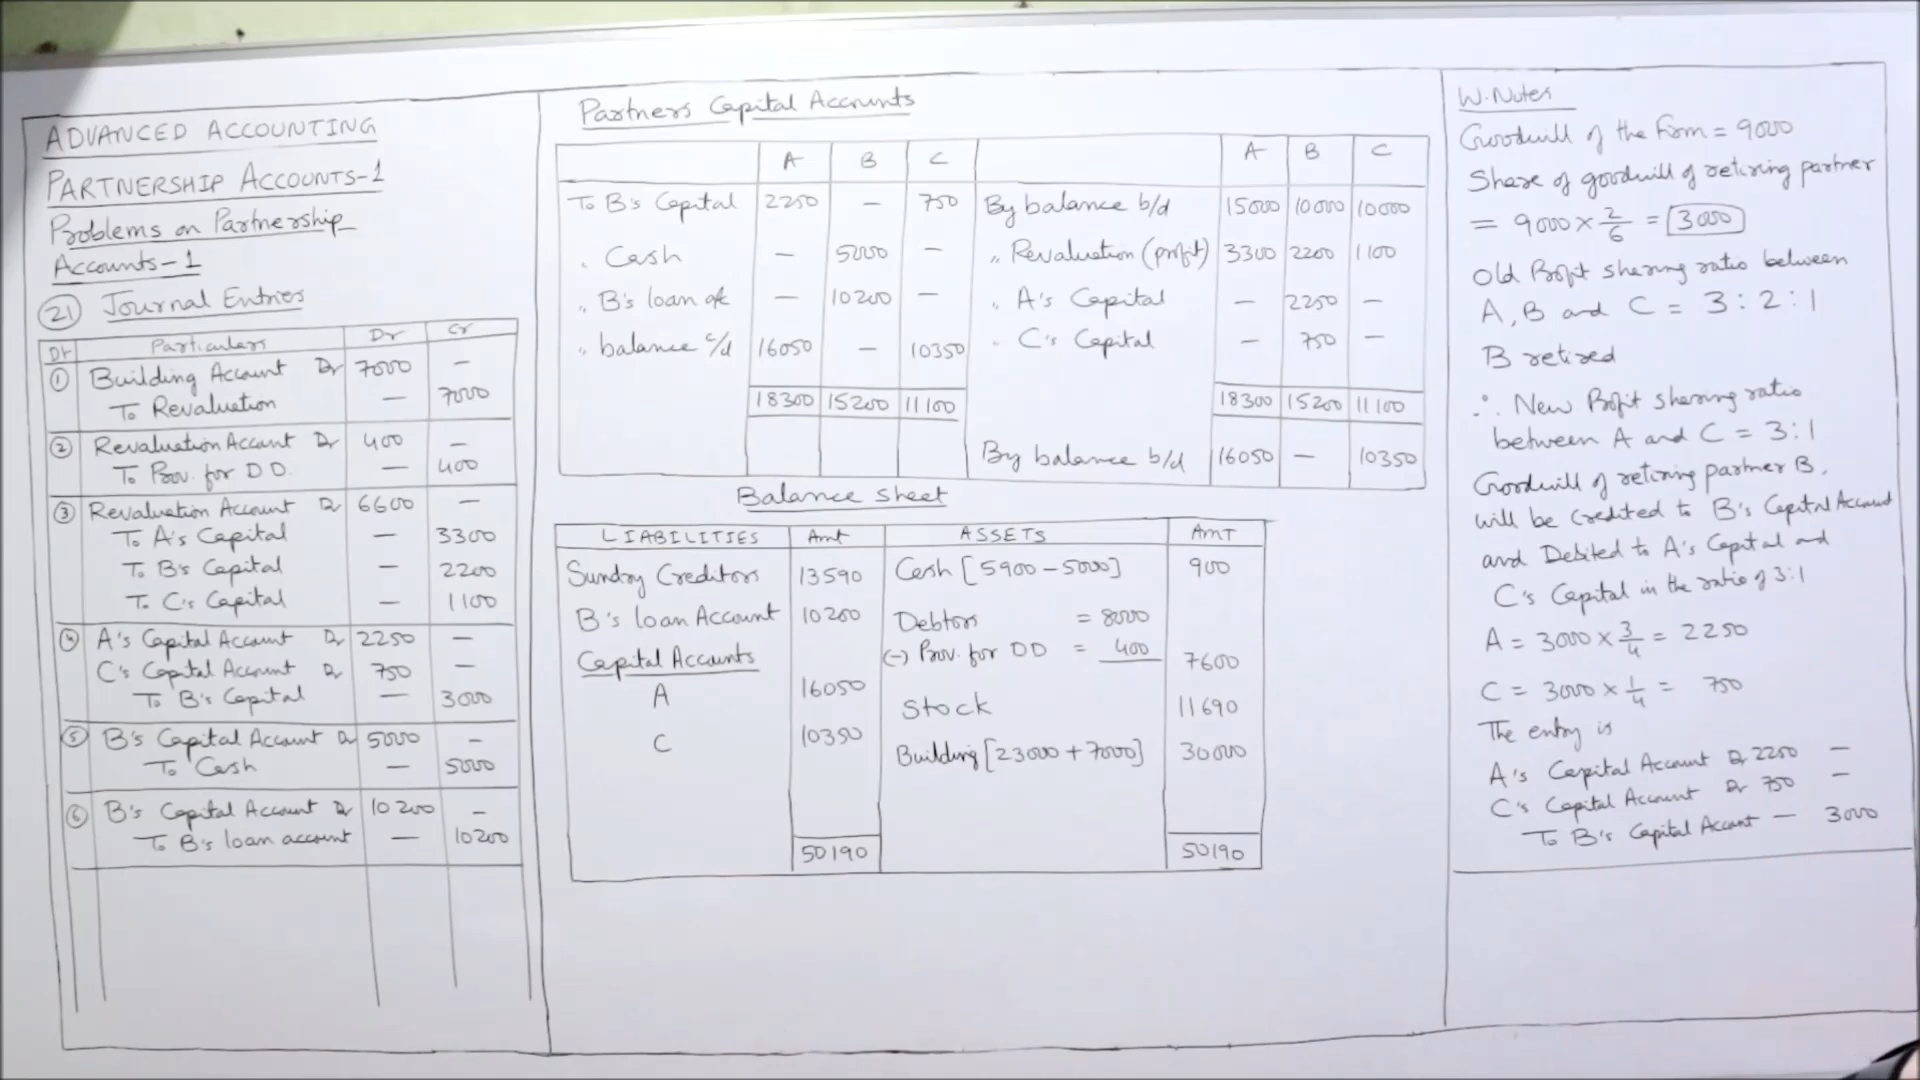 ADVANCED ACCOUNTING
PARTNERSHIP ACCOUNTS-1
Problems on Partnership
Accounts-1
21 Journal Entries
Dt Particulars Dr Cr
1 Building Account Dr 7000 -
To Revaluation - 7000
2 Revaluation Account Dr 400 -
To Prov. for DD. - 400
3 Revaluation Account Dr 6600 -
To A's Capital - 3300
To B's Capital - 2200
To C's Capital - 1100
4 A's Capital Account Dr 2250 -
C's Capital Account Dr 750 -
To B's Capital - 3000
5 B's Capital Account Dr 5000 -
To Cash - 5000
6 B's Capital Account Dr 10200 -
To B's loan account - 10200
Partners Capital Accounts
A B C A B C
To B's Capital 2250 - 750 By balance b/d 15000 10000 10000
" Cash - 5000 - " Revaluation (profit) 3300 2200 1100
" B's loan a/c - 10200 - " A's Capital - 2250 -
" balance c/d 16050 - 10350 " C's Capital - 750 -
18300 15200 11100 18300 15200 11100
By balance b/d 16050 - 10350
Balance Sheet
LIABILITIES Amt ASSETS AMT
Sundry Creditors 13590 Cash [5900-5000] 900
B's loan Account 10200 Debtors = 8000
Capital Accounts (-) Prov. for DD = 400 7600
A 16050 Stock 11690
C 10350 Building [23000+7000] 30000
50190 50190
W.Notes
Goodwill of the Firm = 9000
Share of goodwill of retiring partner
= 9000 × 2/6 = 3000
Old Profit sharing ratio between
A, B and C = 3:2:1
B retired
∴ New Profit sharing ratio
between A and C = 3:1
Goodwill of retiring partner B,
will be Credited to B's Capital Account
and Debited to A's Capital and
C's Capital in the ratio of 3:1
A = 3000 × 3/4 = 2250
C = 3000 × 1/4 = 750
The entry is
A's Capital Account Dr 2250 -
C's Capital Account Dr 750 -
To B's Capital Account - 3000